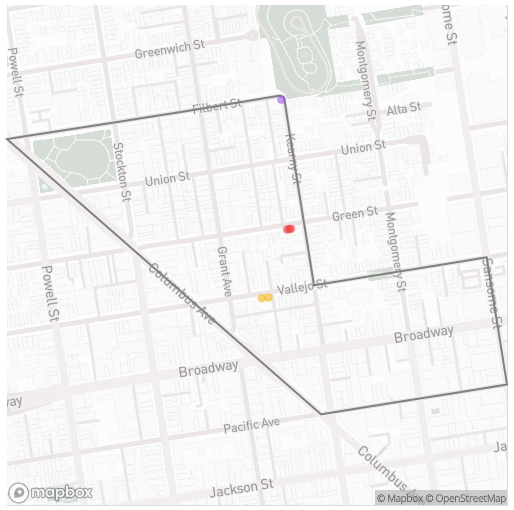 Greenwich St
Powell St
Montgomery St
Sansome St
Filbert St
Alta St
Kearny St
Union St
Stockton St
Union St
Green St
Montgomery St
Grant Ave
Columbus Ave
Powell St
Vallejo St
Sansome St
Broadway
Broadway
way
Pacific Ave
Columbus A
Ja
Jackson St
mapbox
© Mapbox © OpenStreetMap